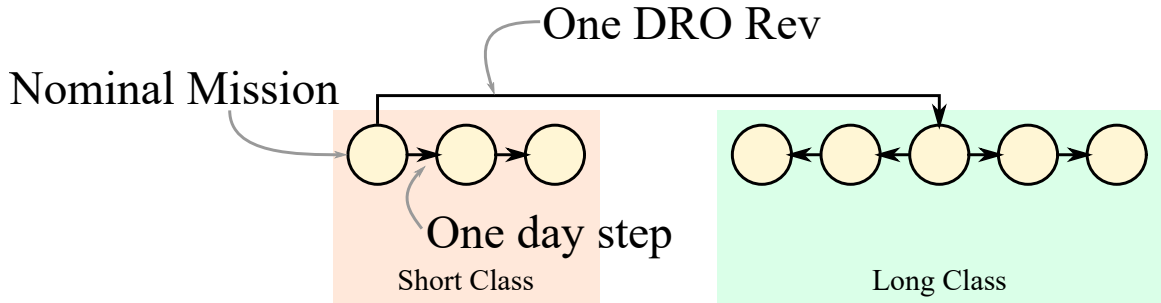 One DRO Rev
Nominal Mission
One day step
Short Class
Long Class